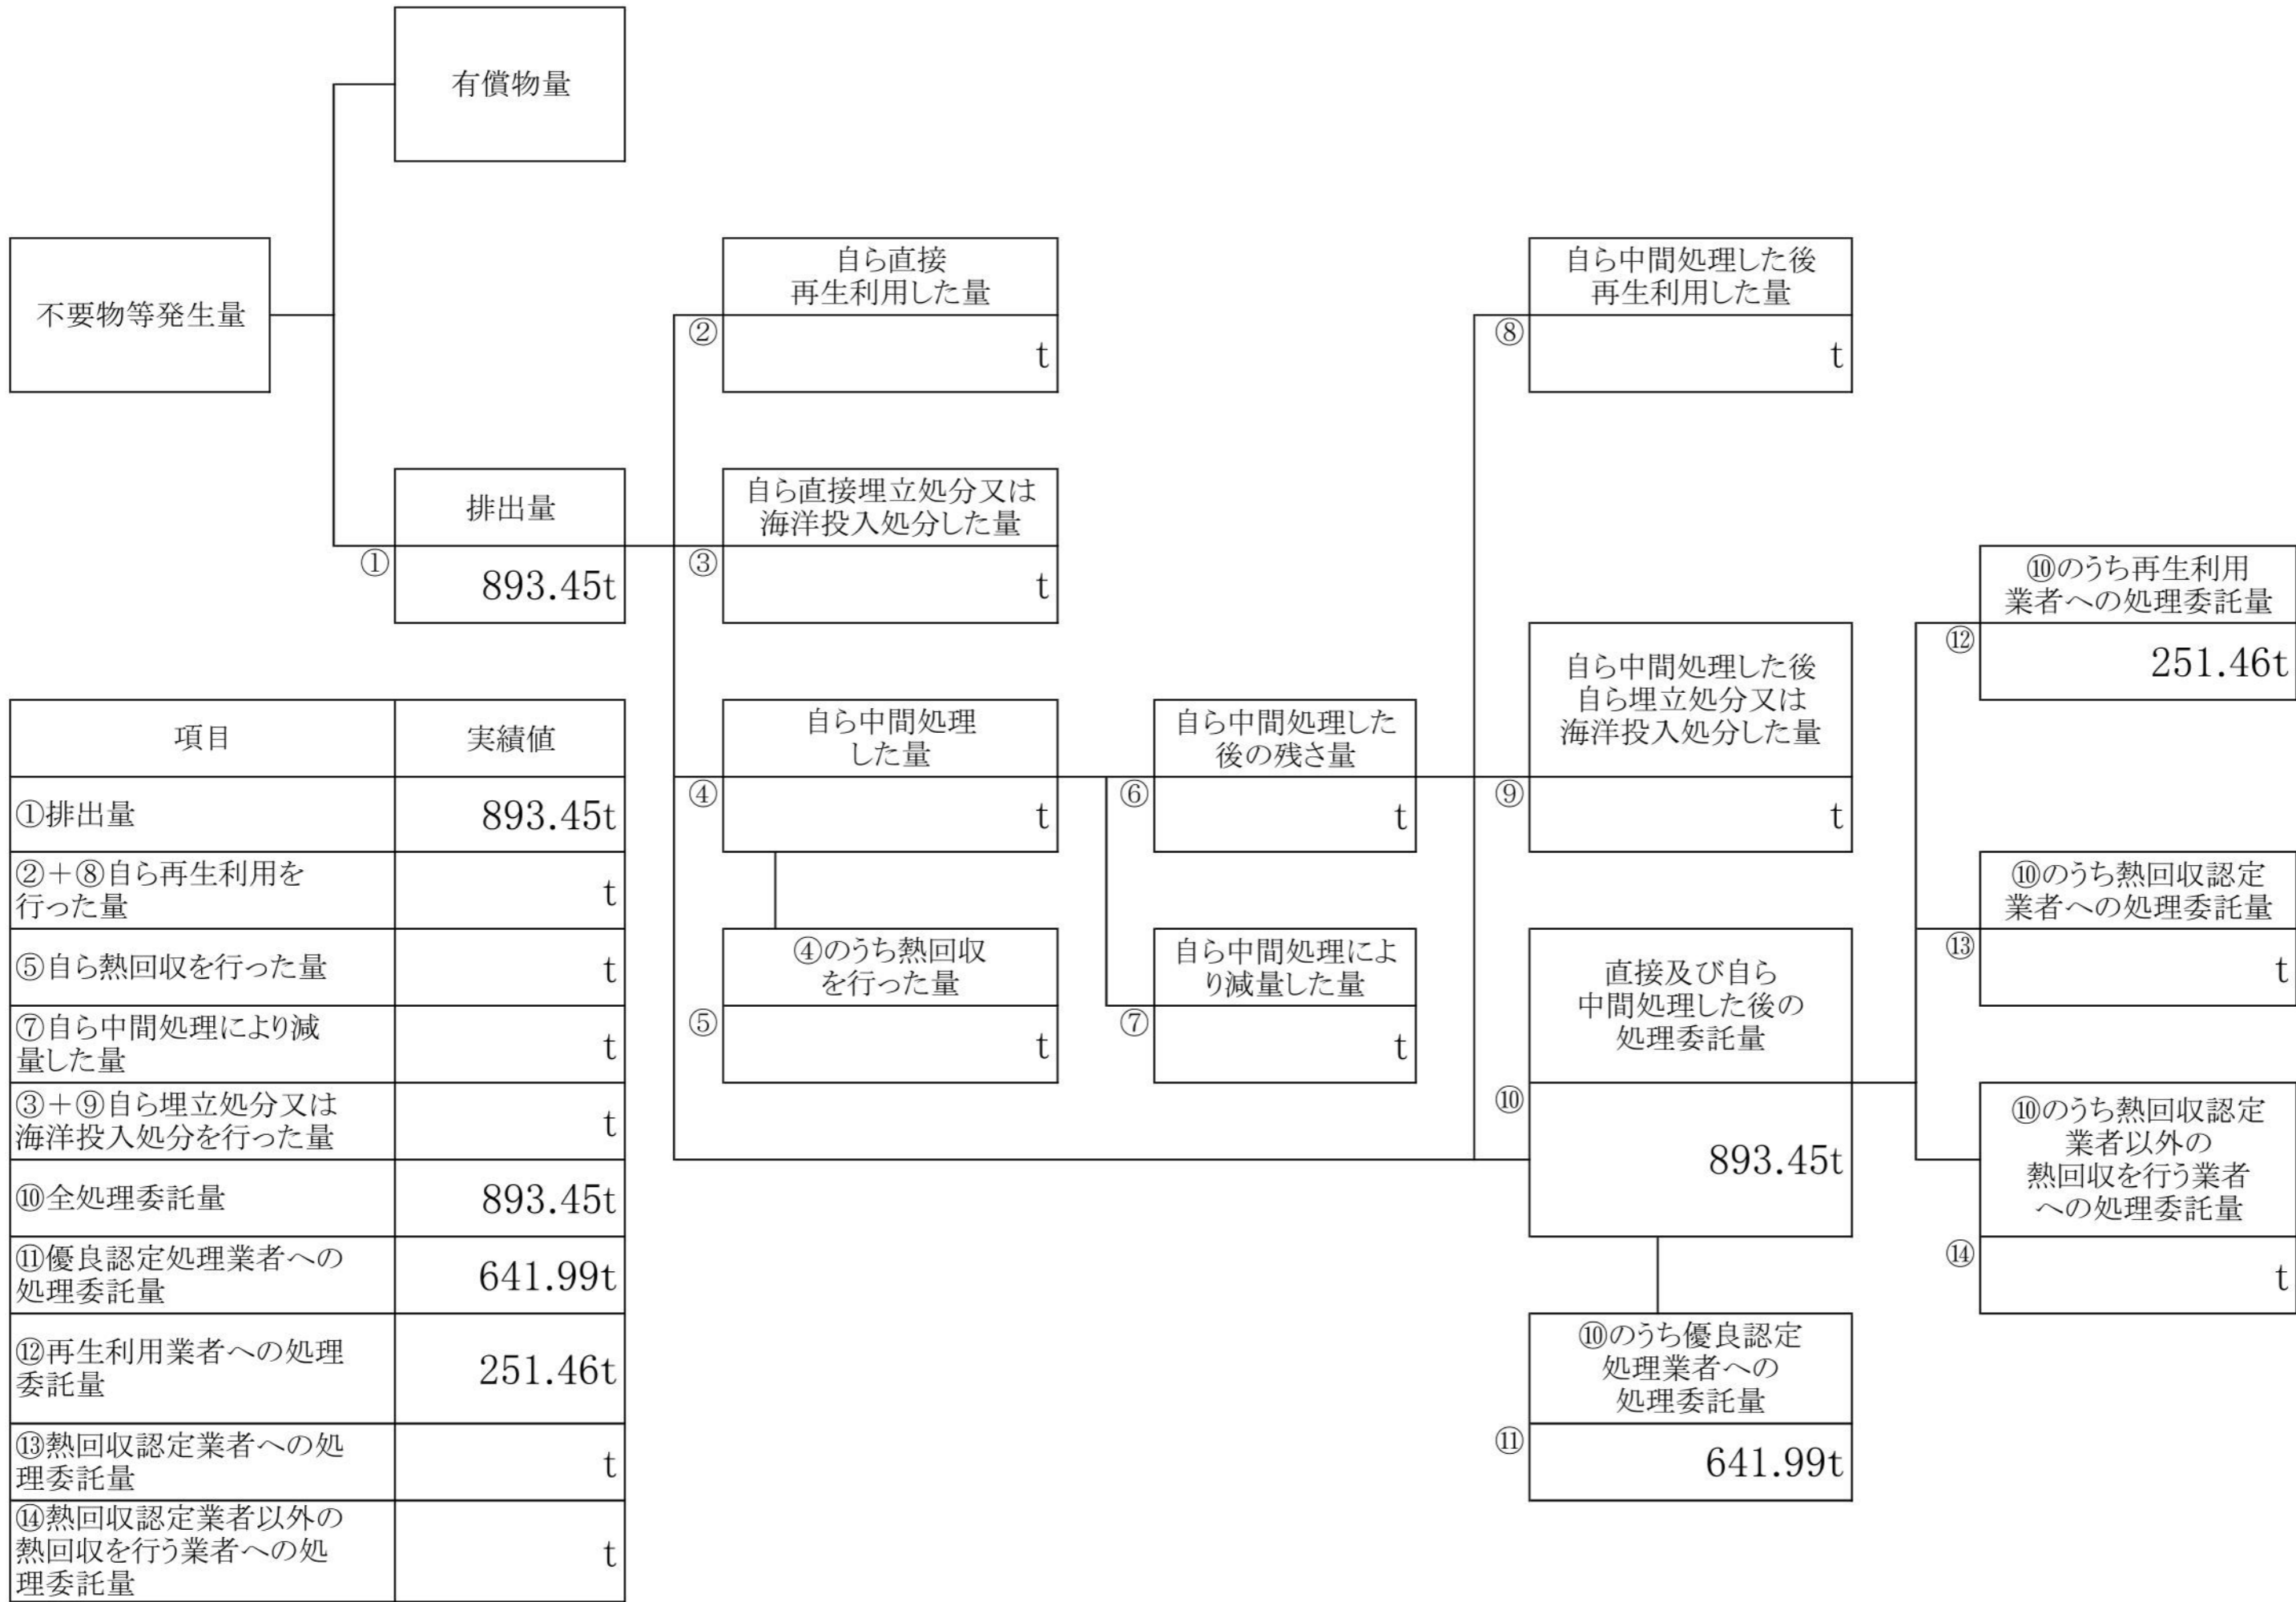 有償物量
不要物等発生量
排出量
①
893.45t
自ら直接
再生利用した量
②
t
自ら直接埋立処分又は
海洋投入処分した量
③
t
自ら中間処理
した量
④
t
④のうち熱回収
を行った量
⑤
t
自ら中間処理した
後の残さ量
⑥
t
自ら中間処理によ
り減量した量
⑦
t
自ら中間処理した後
再生利用した量
⑧
t
自ら中間処理した後
自ら埋立処分又は
海洋投入処分した量
⑨
t
直接及び自ら
中間処理した後の
処理委託量
⑩
893.45t
⑩のうち優良認定
処理業者への
処理委託量
⑪
641.99t
⑩のうち再生利用
業者への処理委託量
⑫
251.46t
⑩のうち熱回収認定
業者への処理委託量
⑬
t
⑩のうち熱回収認定
業者以外の
熱回収を行う業者
への処理委託量
⑭
t
項目 実績値
①排出量 893.45t
②+⑧自ら再生利用を
行った量 t
⑤自ら熱回収を行った量 t
⑦自ら中間処理により減
量した量 t
③+⑨自ら埋立処分又は
海洋投入処分を行った量 t
⑩全処理委託量 893.45t
⑪優良認定処理業者への
処理委託量 641.99t
⑫再生利用業者への処理
委託量 251.46t
⑬熱回収認定業者への処
理委託量 t
⑭熱回収認定業者以外の
熱回収を行う業者への処
理委託量 t